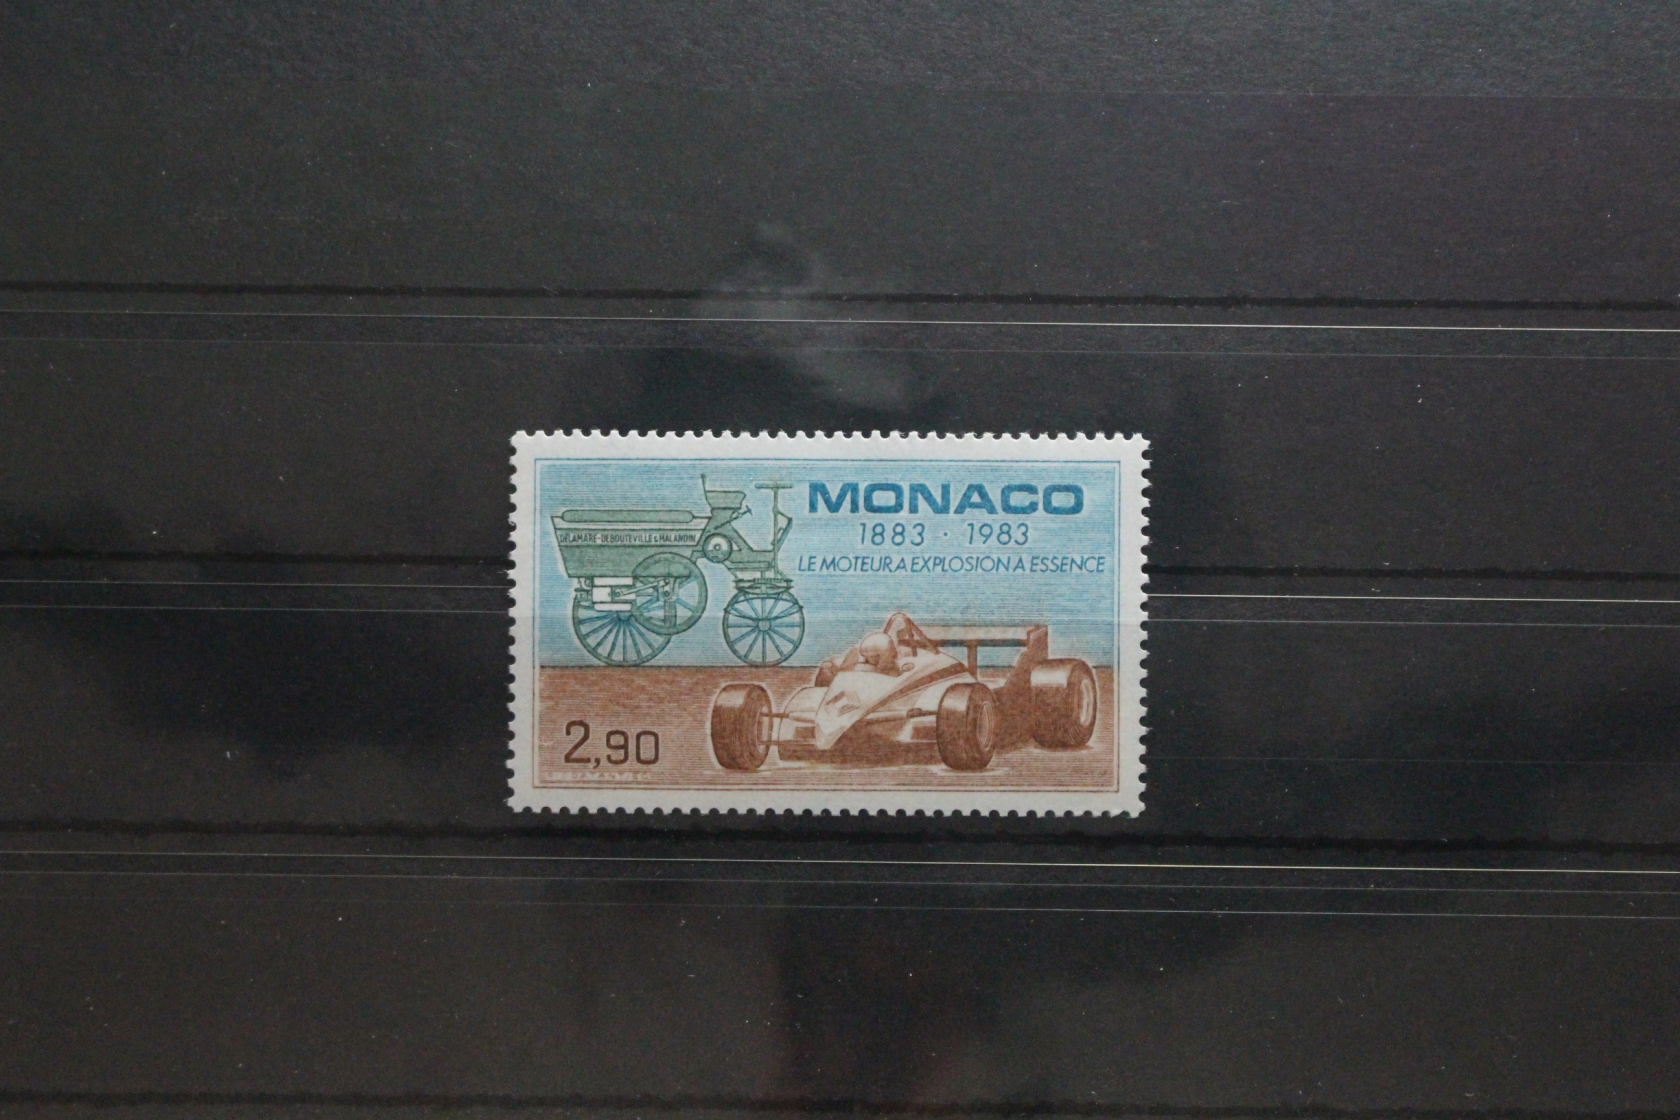 MONACO
1883 · 1983
LE MOTEUR A EXPLOSION A ESSENCE
DELAMARE-DEBOUTEVILLE & MALANDIN
2,90